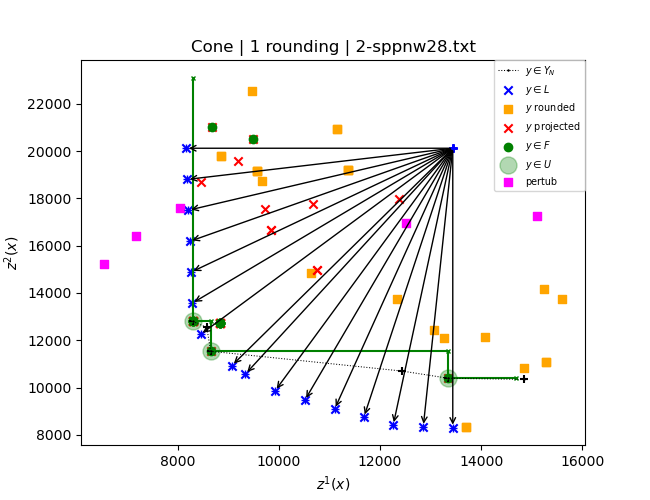 Cone | 1 rounding | 2-sppnw28.txt
22000
20000
18000
16000
14000
12000
10000
8000
z²(x)
8000 10000 12000 14000 16000
z¹(x)
y ∈ Y_N
y ∈ L
y rounded
y projected
y ∈ F
y ∈ U
pertub